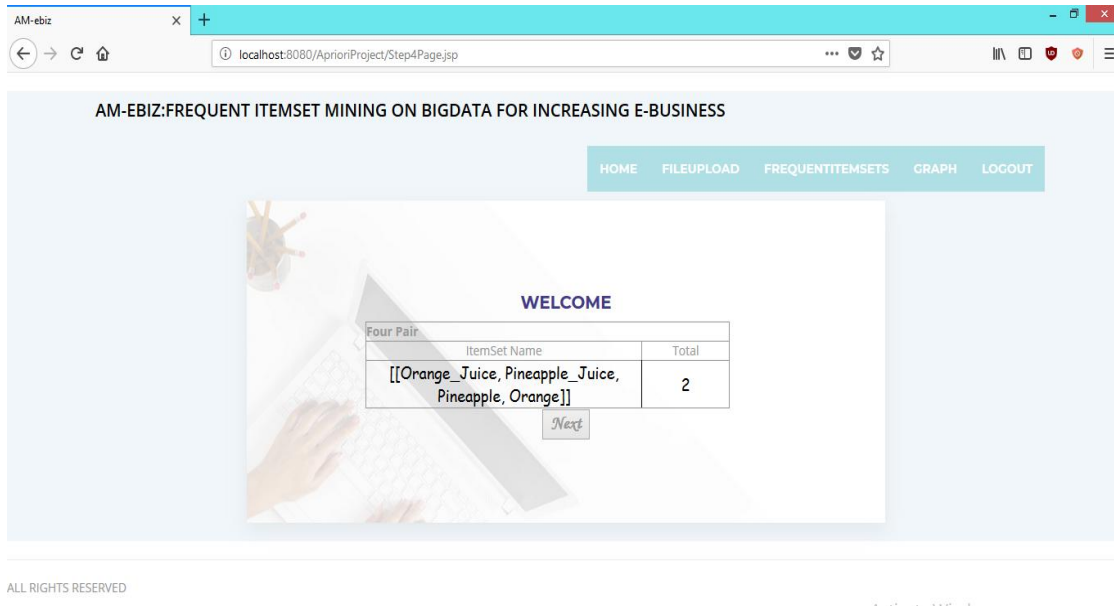 AM-ebiz
localhost:8080/AprioriProject/Step4Page.jsp
AM-EBIZ:FREQUENT ITEMSET MINING ON BIGDATA FOR INCREASING E-BUSINESS
HOME FILEUPLOAD FREQUENTITEMSETS GRAPH LOGOUT
WELCOME
Four Pair
ItemSet Name Total
[[Orange_Juice, Pineapple_Juice, 2
Pineapple, Orange]]
Next
ALL RIGHTS RESERVED